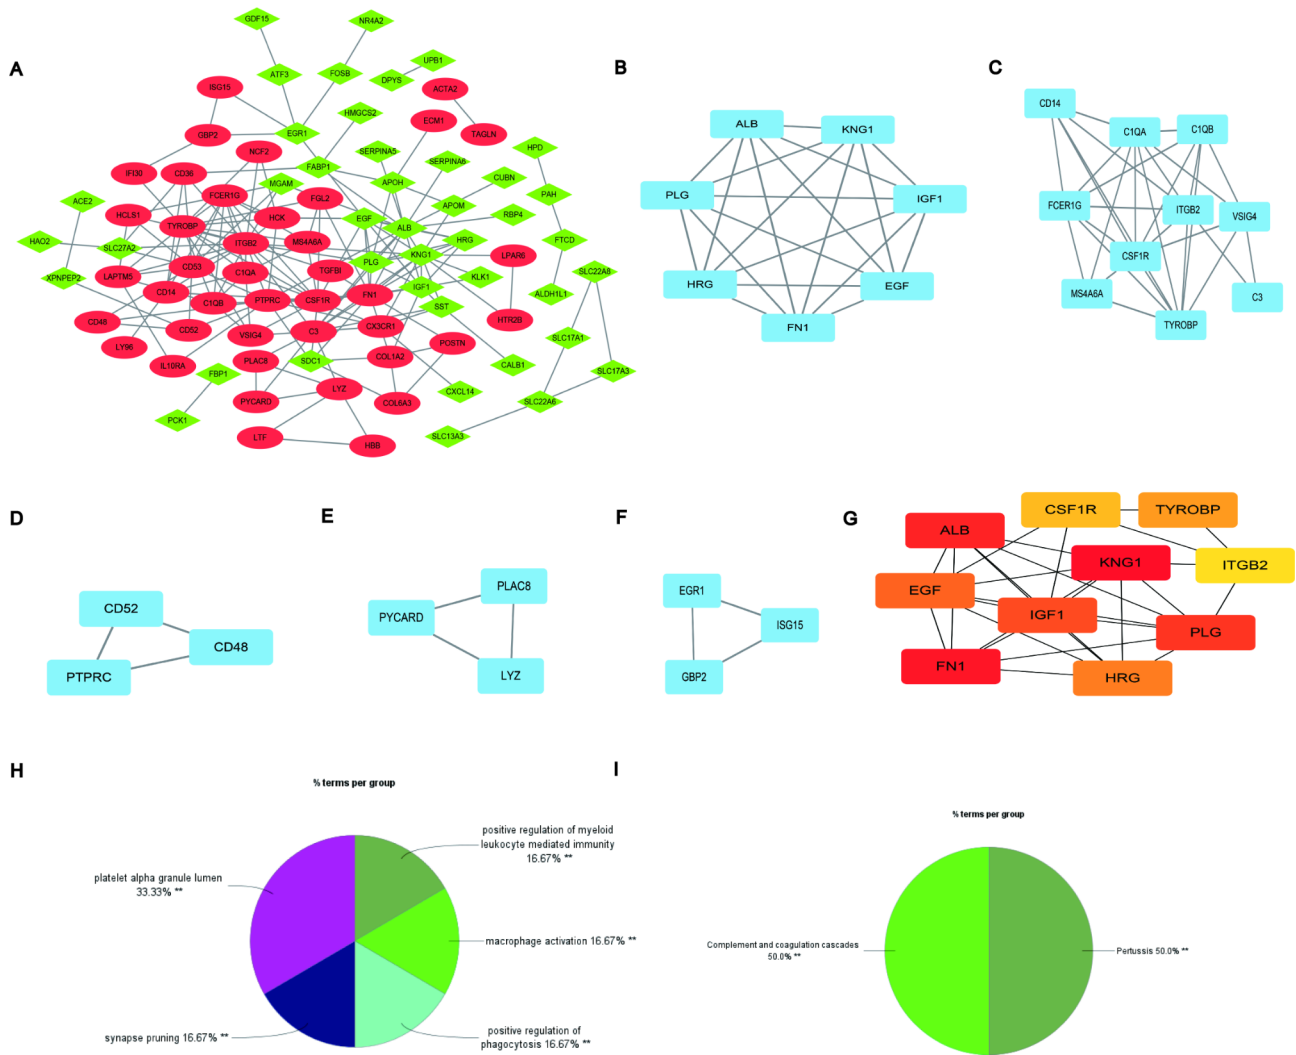 A
GDF15
NR4A2
UPB1
ATF3
FOSB
DPYS
ISG15
ACTA2
HMGCS2
ECM1
GBP2
EGR1
TAGLN
NCF2
SERPINA5
HPD
SERPINA6
IFI30
CD36
FABP1
CUBN
MGAM
APOH
PAH
ACE2
FCER1G
FGL2
APOM
RBP4
HCLS1
HCK
EGF
TYROBP
ALB
HAO2
SLC27A2
ITGB2
MS4A6A
HRG
FTCD
KNG1
LPAR6
XPNPEP2
LAPTM5
CD53
C1QA
TGFBI
PLG
KLK1
SLC22A8
CD14
C1QB
PTPRC
CSF1R
FN1
IGF1
ALDH1L1
SST
CD48
CD52
VSIG4
C3
CX3CR1
HTR2B
LY96
POSTN
SLC17A1
IL10RA
PLAC8
SDC1
COL1A2
CALB1
FBP1
SLC17A3
LYZ
CXCL14
PYCARD
COL6A3
SLC22A6
PCK1
LTF
HBB
SLC13A3
B
ALB
KNG1
PLG
IGF1
HRG
EGF
FN1
C
CD14
C1QA
C1QB
FCER1G
ITGB2
VSIG4
CSF1R
MS4A6A
C3
TYROBP
D
CD52
CD48
PTPRC
E
PLAC8
PYCARD
LYZ
F
EGR1
ISG15
GBP2
G
CSF1R
TYROBP
ALB
KNG1
ITGB2
EGF
IGF1
PLG
FN1
HRG
H
% terms per group
positive regulation of myeloid
leukocyte mediated immunity
16.67% **
platelet alpha granule lumen
33.33% **
macrophage activation 16.67% **
synapse pruning 16.67% **
positive regulation of
phagocytosis 16.67% **
I
% terms per group
Complement and coagulation cascades
50.0% **
Pertussis 50.0% **